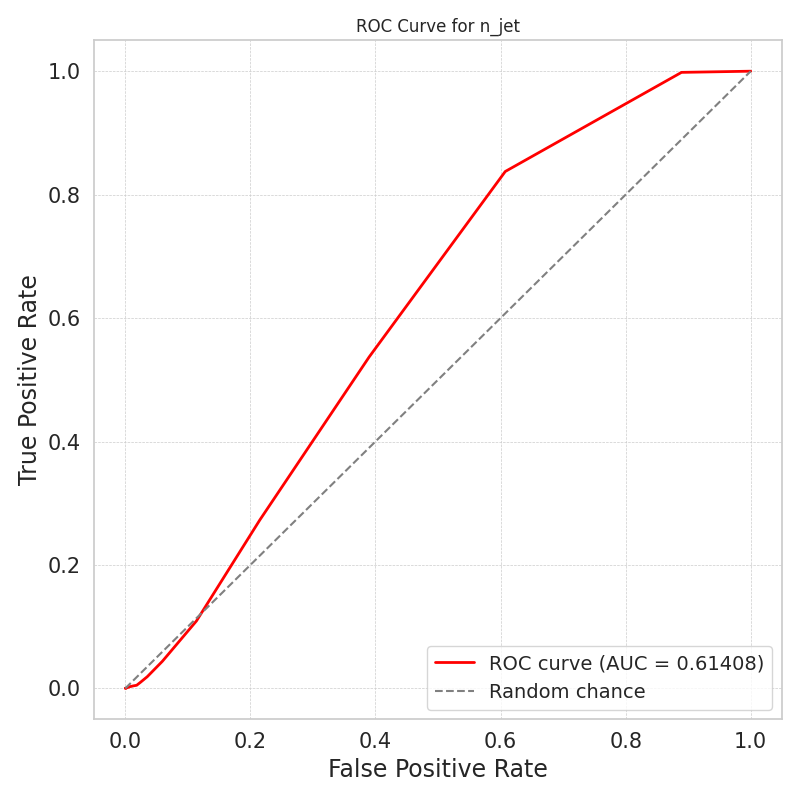 ROC Curve for n_jet
True Positive Rate
1.0
0.8
0.6
0.4
0.2
0.0
ROC curve (AUC = 0.61408)
Random chance
0.0 0.2 0.4 0.6 0.8 1.0
False Positive Rate